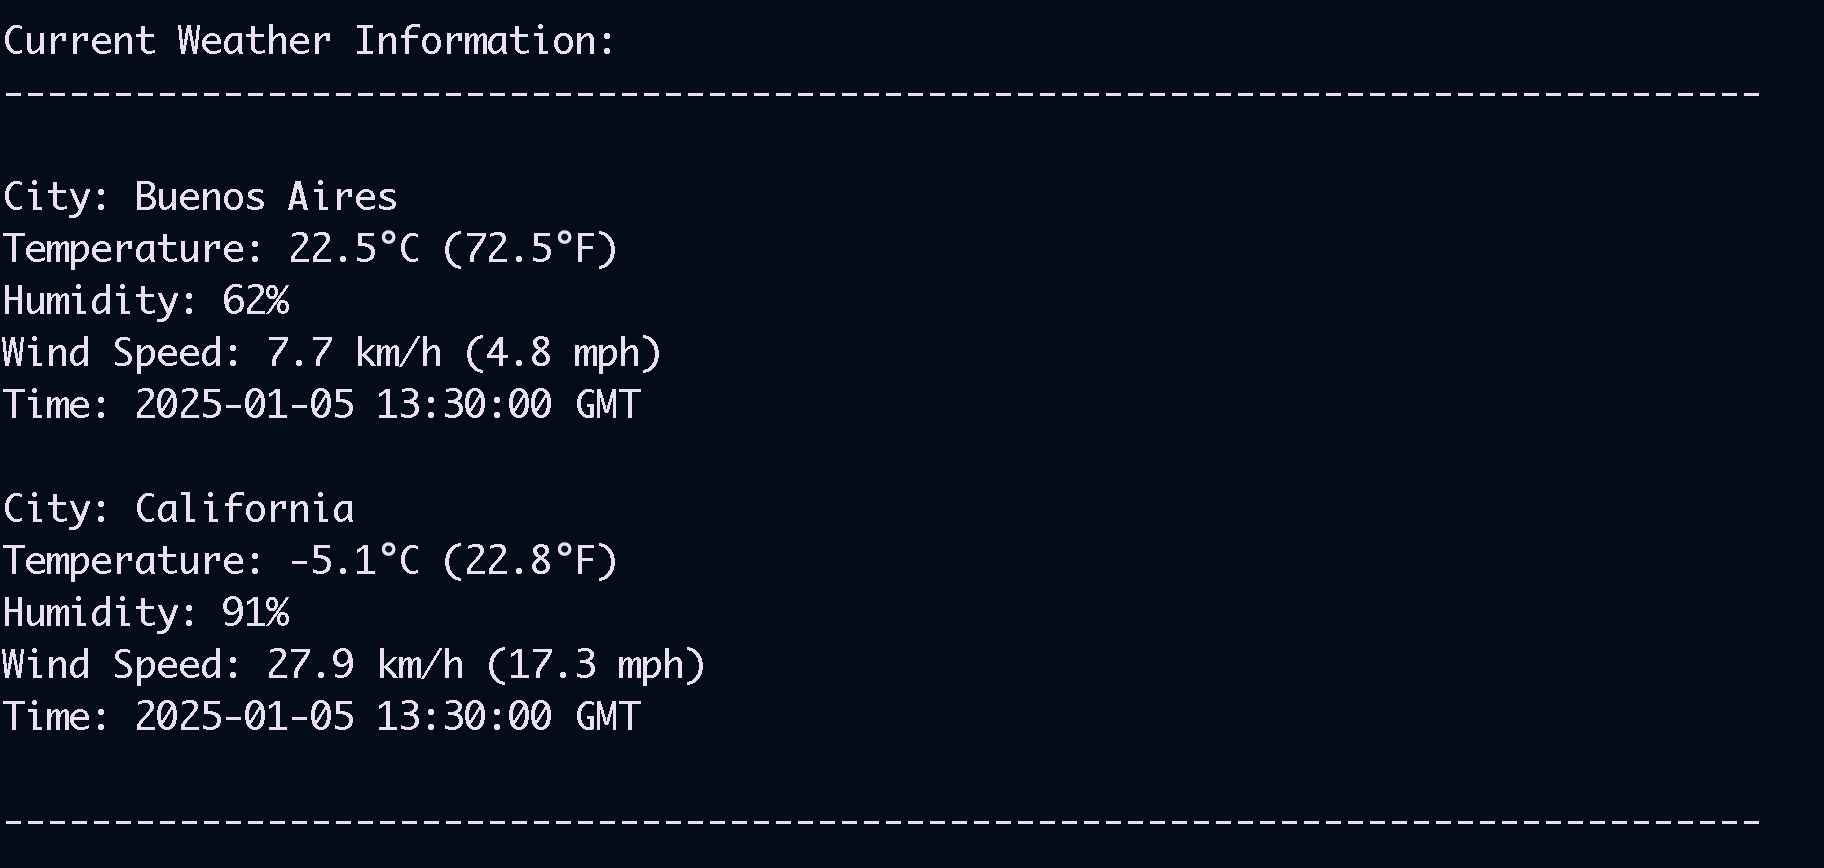 Current Weather Information:
--------------------------------------------------------------------------------
City: Buenos Aires
Temperature: 22.5°C (72.5°F)
Humidity: 62%
Wind Speed: 7.7 km/h (4.8 mph)
Time: 2025-01-05 13:30:00 GMT
City: California
Temperature: -5.1°C (22.8°F)
Humidity: 91%
Wind Speed: 27.9 km/h (17.3 mph)
Time: 2025-01-05 13:30:00 GMT
--------------------------------------------------------------------------------